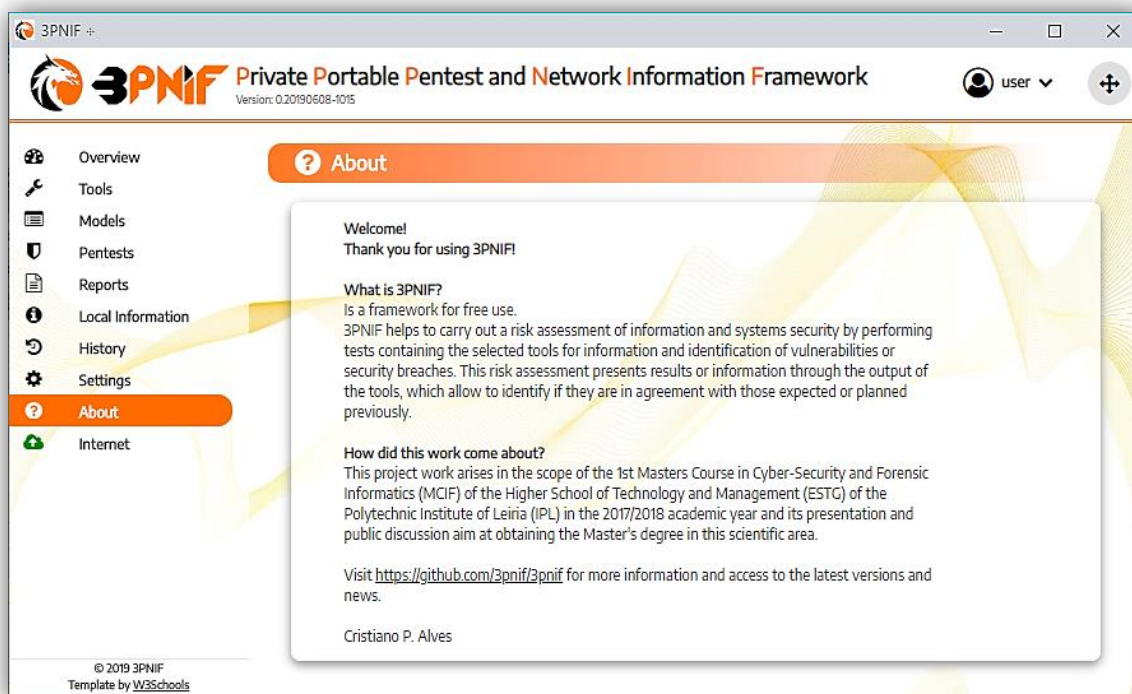 3PNIF ÷
3PNIF Private Portable Pentest and Network Information Framework
Version: 0.20190608-1015
user
Overview
Tools
Models
Pentests
Reports
Local Information
History
Settings
About
Internet
© 2019 3PNIF
Template by W3Schools
About
Welcome!
Thank you for using 3PNIF!
What is 3PNIF?
Is a framework for free use.
3PNIF helps to carry out a risk assessment of information and systems security by performing
tests containing the selected tools for information and identification of vulnerabilities or
security breaches. This risk assessment presents results or information through the output of
the tools, which allow to identify if they are in agreement with those expected or planned
previously.
How did this work come about?
This project work arises in the scope of the 1st Masters Course in Cyber-Security and Forensic
Informatics (MCIF) of the Higher School of Technology and Management (ESTG) of the
Polytechnic Institute of Leiria (IPL) in the 2017/2018 academic year and its presentation and
public discussion aim at obtaining the Master's degree in this scientific area.
Visit https://github.com/3pnif/3pnif for more information and access to the latest versions and
news.
Cristiano P. Alves